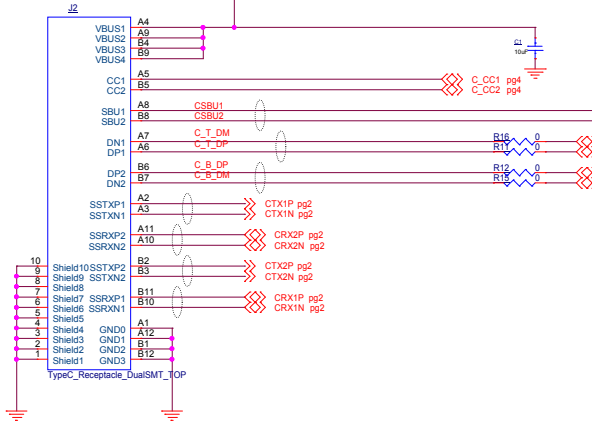 J2
VBUS1 A4
VBUS2 A9
VBUS3 B4
VBUS4 B9
C1
10uF
CC1 A5 C_CC1 pg4
CC2 B5 C_CC2 pg4
SBU1 A8 CSBU1
SBU2 B8 CSBU2
DN1 A7 C_T_DM R16 0
DP1 A6 C_T_DP R11 0
DP2 B6 C_B_DP R12 0
DN2 B7 C_B_DM R15 0
SSTXP1 A2 CTX1P pg2
SSTXN1 A3 CTX1N pg2
SSRXP2 A11 CRX2P pg2
SSRXN2 A10 CRX2N pg2
10 Shield10 SSTXP2 B2 CTX2P pg2
9 Shield9 SSTXN2 B3 CTX2N pg2
8 Shield8
7 Shield7 SSRXP1 B11 CRX1P pg2
6 Shield6 SSRXN1 B10 CRX1N pg2
5 Shield5
4 Shield4 GND0 A1
3 Shield3 GND1 A12
2 Shield2 GND2 B1
1 Shield1 GND3 B12
TypeC_Receptacle_DualSMT_TOP